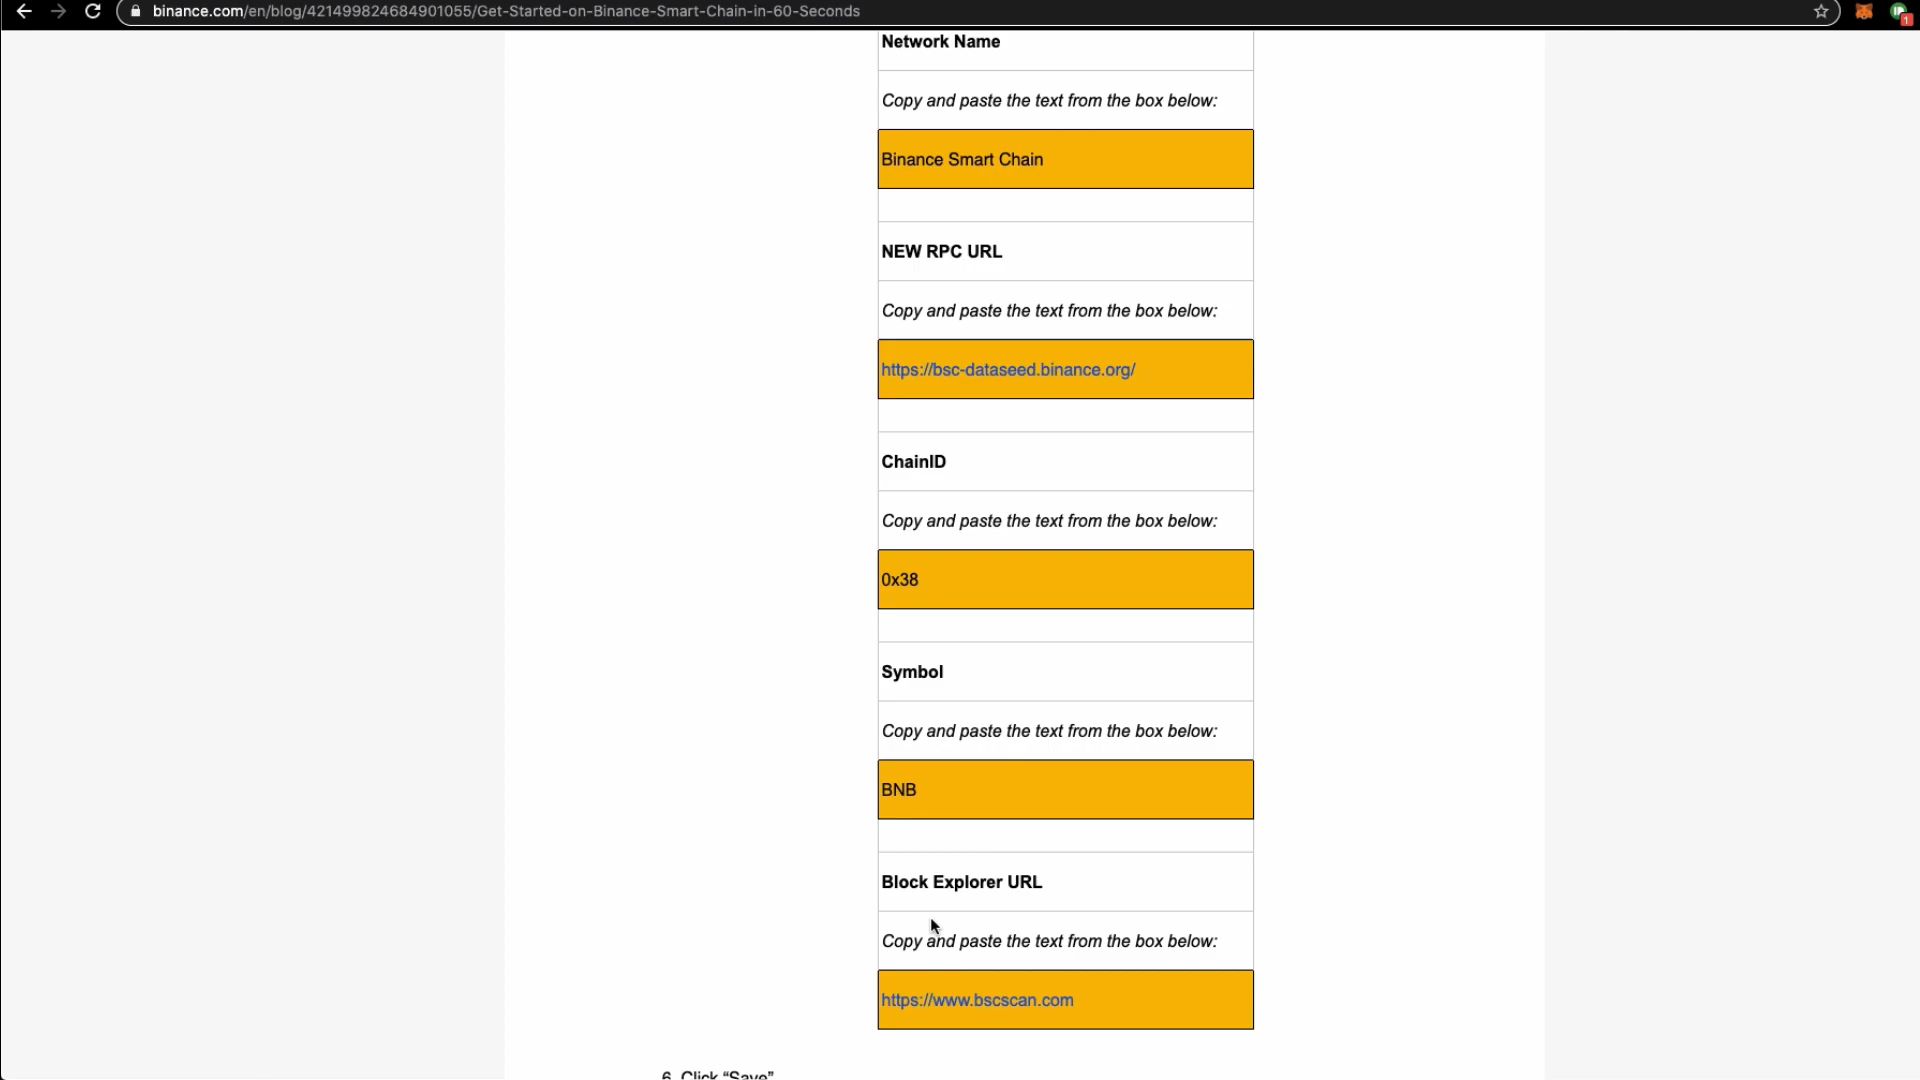 binance.com/en/blog/421499824684901055/Get-Started-on-Binance-Smart-Chain-in-60-Seconds
1
Network Name
Copy and paste the text from the box below:
Binance Smart Chain
NEW RPC URL
Copy and paste the text from the box below:
https://bsc-dataseed.binance.org/
ChainID
Copy and paste the text from the box below:
0x38
Symbol
Copy and paste the text from the box below:
BNB
Block Explorer URL
Copy and paste the text from the box below:
https://www.bscscan.com
6. Click “Save”